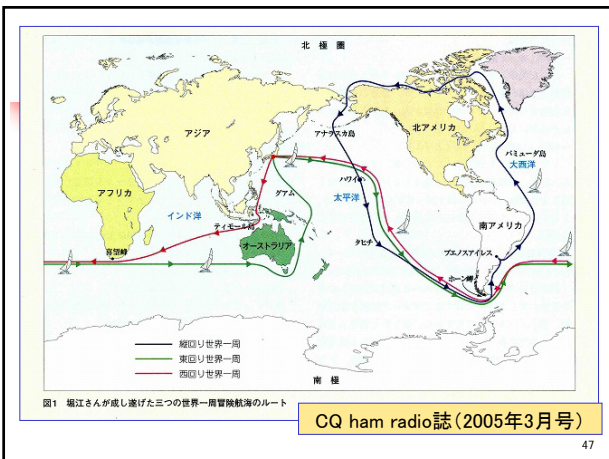 北極圏
アジア
アナラスカ島
北アメリカ
バミューダ島
大西洋
アフリカ
グアム
ハワイ
太平洋
インド洋
ティモール島
南アメリカ
オーストラリア
タヒチ
ブエノスアイレス
喜望峰
ホーン岬
縦回り世界一周
東回り世界一周
西回り世界一周
南極
図1 堀江さんが成し遂げた三つの世界一周冒険航海のルート
CQ ham radio誌(2005年3月号)
47